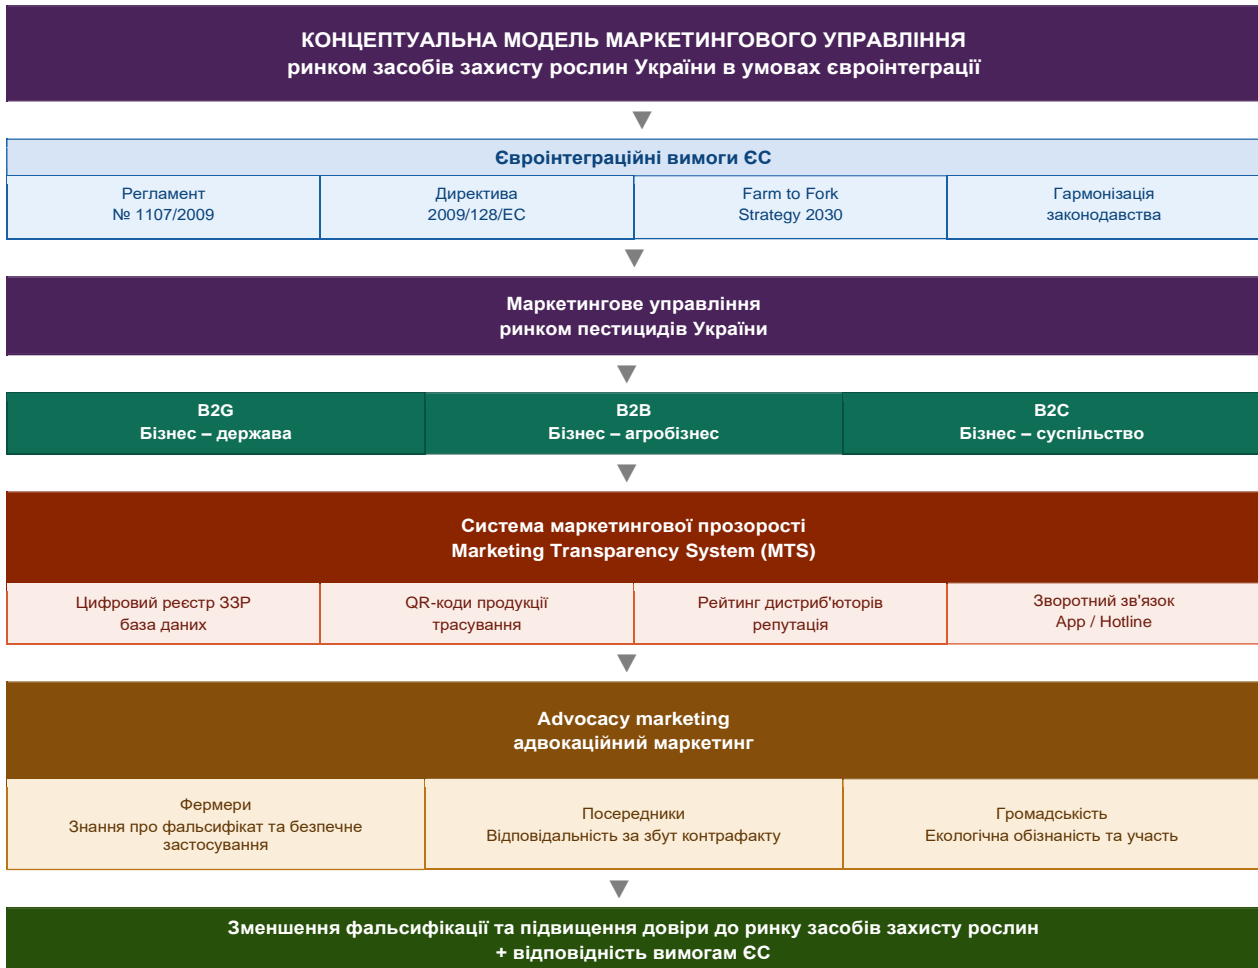 КОНЦЕПТУАЛЬНА МОДЕЛЬ МАРКЕТИНГОВОГО УПРАВЛІННЯ
ринком засобів захисту рослин України в умовах євроінтеграції
Євроінтеграційні вимоги ЄС
Регламент
№ 1107/2009
Директива
2009/128/ЕС
Farm to Fork
Strategy 2030
Гармонізація
законодавства
Маркетингове управління
ринком пестицидів України
B2G
Бізнес – держава
B2B
Бізнес – агробізнес
B2C
Бізнес – суспільство
Система маркетингової прозорості
Marketing Transparency System (MTS)
Цифровий реєстр ЗЗР
база даних
QR-коди продукції
трасування
Рейтинг дистриб'юторів
репутація
Зворотний зв'язок
App / Hotline
Advocacy marketing
адвокаційний маркетинг
Фермери
Знання про фальсифікат та безпечне
застосування
Посередники
Відповідальність за збут контрафакту
Громадськість
Екологічна обізнаність та участь
Зменшення фальсифікації та підвищення довіри до ринку засобів захисту рослин
+ відповідність вимогам ЄС